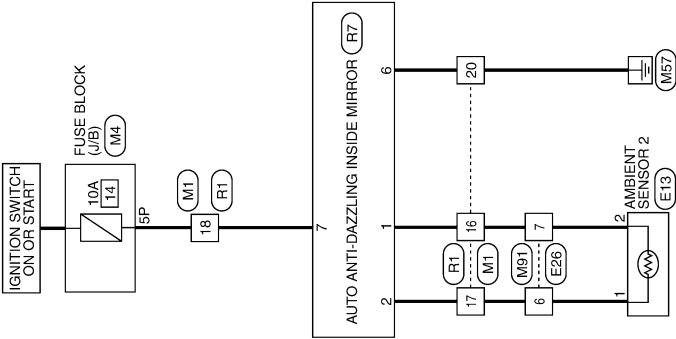 IGNITION SWITCH
ON OR START
FUSE BLOCK
(J/B)
M4
10A
14
5P
M1
R1
18
7
AUTO ANTI-DAZZLING INSIDE MIRROR
R7
6
1
2
20
16
17
R1
M1
7
6
M91
E26
M57
AMBIENT
SENSOR 2
E13
2
1